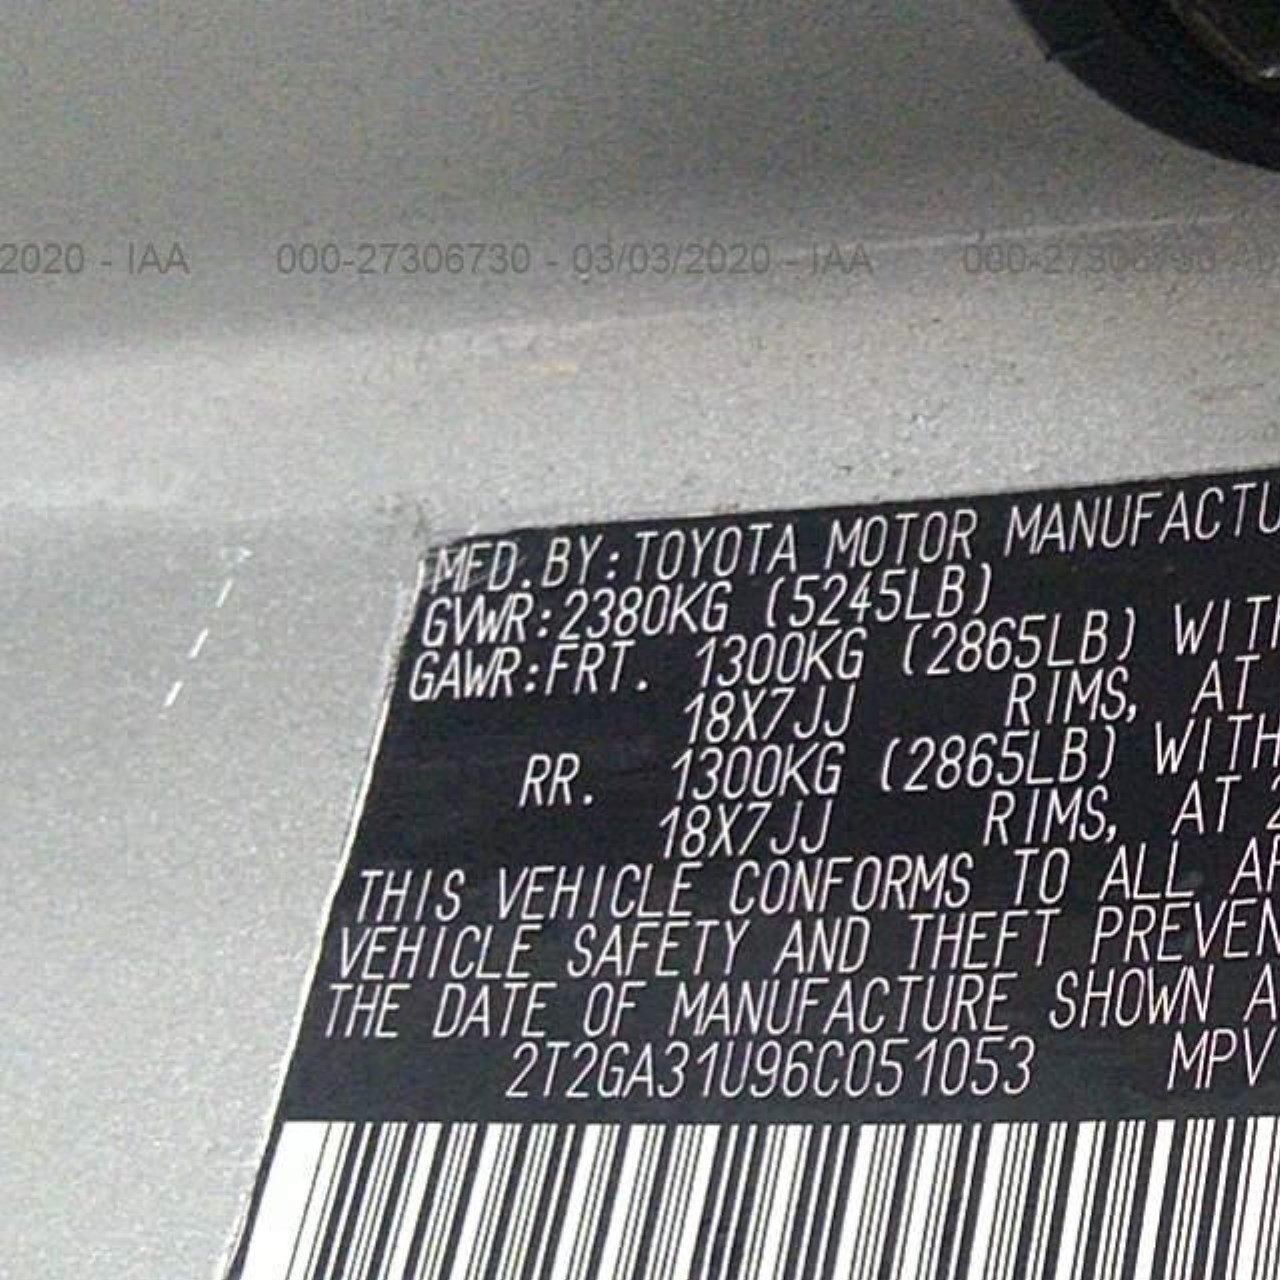 2020 - IAA 000-27306730 - 03/03/2020 - IAA 000-27306730
MFD.BY:TOYOTA MOTOR MANUFACTU
GVWR:2380KG (5245LB)
GAWR:FRT. 1300KG (2865LB) WITH
18X7JJ RIMS, AT
RR. 1300KG (2865LB) WITH
18X7JJ RIMS, AT 2
THIS VEHICLE CONFORMS TO ALL AP
VEHICLE SAFETY AND THEFT PREVEN
THE DATE OF MANUFACTURE SHOWN A
2T2GA31U96C051053 MPV